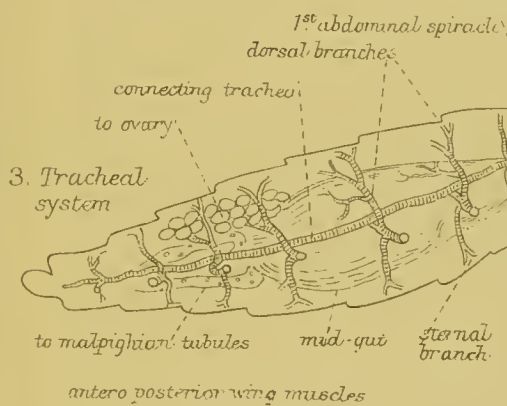 1st abdominal spiracle,
dorsal branches
connecting trachea
to ovary
3. Tracheal
system
to malpighian tubules
mid-gut
sternal
branch
antero posterior wing muscles